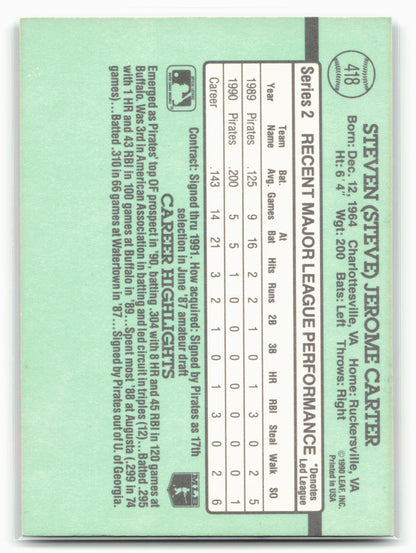 418
STEVEN (STEVE) JEROME CARTER
Born: Dec. 12, 1964 Charlottesville, VA Home: Ruckersville, VA
Ht: 6'4" Wgt: 200 Bats: Left Throws: Right
©1990 LEAF, INC.
Printed in USA
Series 2 RECENT MAJOR LEAGUE PERFORMANCE *Denotes Led League
Year Team Name Bat. Avg. Games At Bat Hits Runs 2B 3B HR RBI Steal Walk SO
1989 Pirates .125 9 16 2 2 1 0 1 3 0 2 5
1990 Pirates .200 5 5 1 0 0 0 0 0 0 0 1
Career .143 14 21 3 2 1 0 1 3 0 2 6
Contract: Signed thru 1991. How acquired: Signed by Pirates as 17th
selection in June '87 amateur draft
CAREER HIGHLIGHTS
MLB
Emerged as Pirates' top OF prospect in '90, batting .304 with 8 HR and 45 RBI in 120 games at
Buffalo. Was 3rd in American Association in batting and led circuit in triples (12)...Batted .295
with 1 HR and 43 RBI in 100 games at Buffalo in '89...Spent most '88 at Augusta (.299 in 74
games)...Batted .310 in 66 games at Watertown in '87...Signed by Pirates out of U. of Georgia.